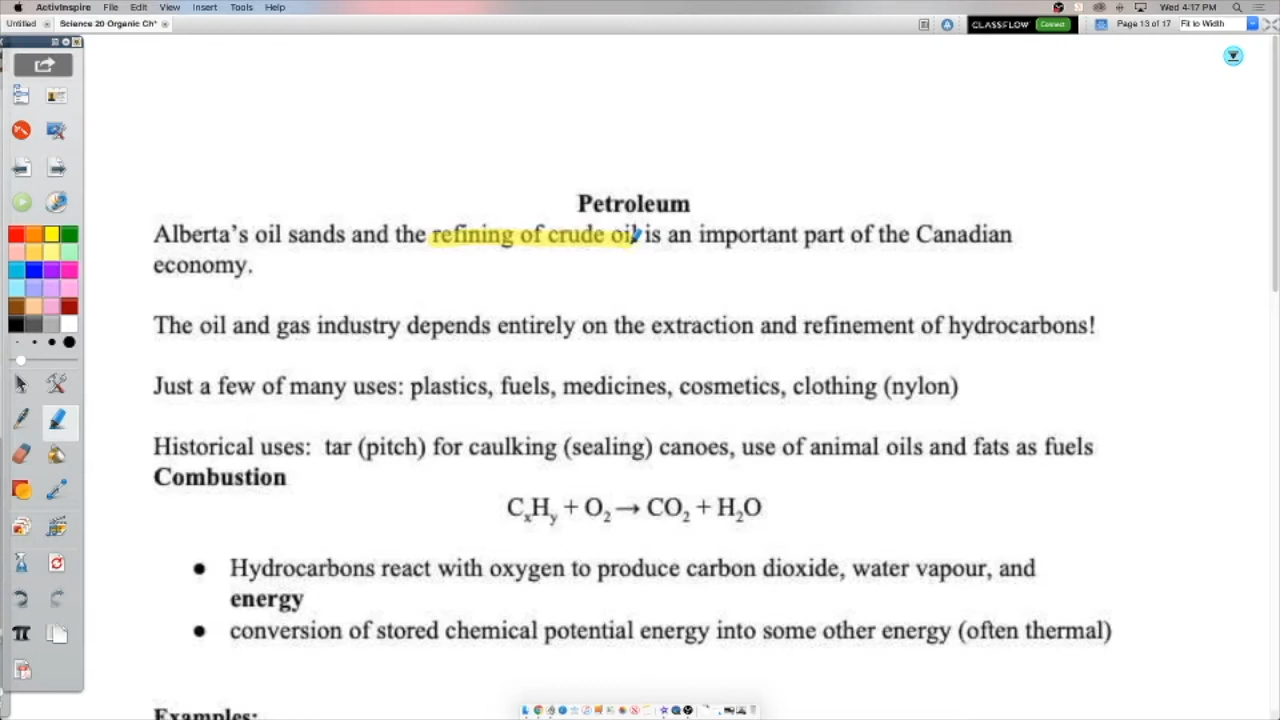 ActivInspire File Edit View Insert Tools Help Wed 4:17 PM
Untitled Science 20 Organic Ch* CLASSFLOW Connect Page 13 of 17 Fit to Width
Petroleum
Alberta's oil sands and the refining of crude oil is an important part of the Canadian
economy.
The oil and gas industry depends entirely on the extraction and refinement of hydrocarbons!
Just a few of many uses: plastics, fuels, medicines, cosmetics, clothing (nylon)
Historical uses: tar (pitch) for caulking (sealing) canoes, use of animal oils and fats as fuels
Combustion
CₓHᵧ + O₂ → CO₂ + H₂O
● Hydrocarbons react with oxygen to produce carbon dioxide, water vapour, and
energy
● conversion of stored chemical potential energy into some other energy (often thermal)
Examples: